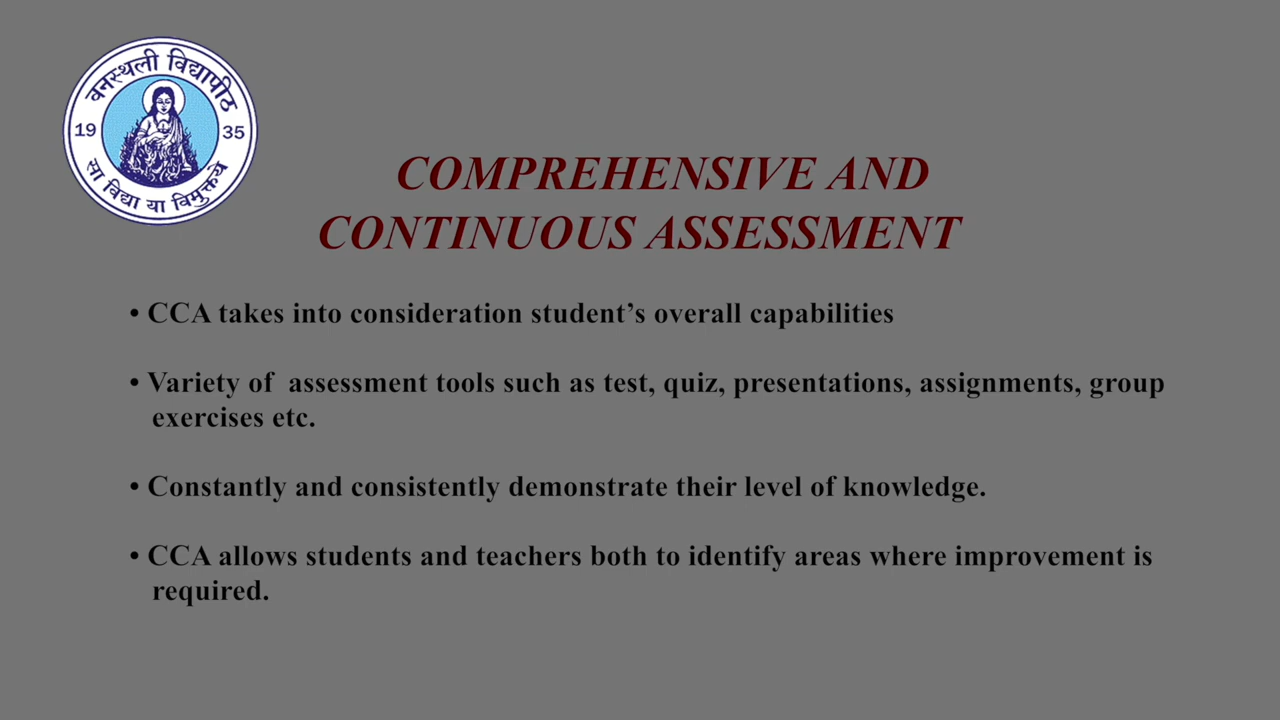 वनस्थली विद्यापीठ
19 35
सा विद्या या विमुक्तये
COMPREHENSIVE AND
CONTINUOUS ASSESSMENT
• CCA takes into consideration student’s overall capabilities
• Variety of  assessment tools such as test, quiz, presentations, assignments, group
exercises etc.
• Constantly and consistently demonstrate their level of knowledge.
• CCA allows students and teachers both to identify areas where improvement is
required.